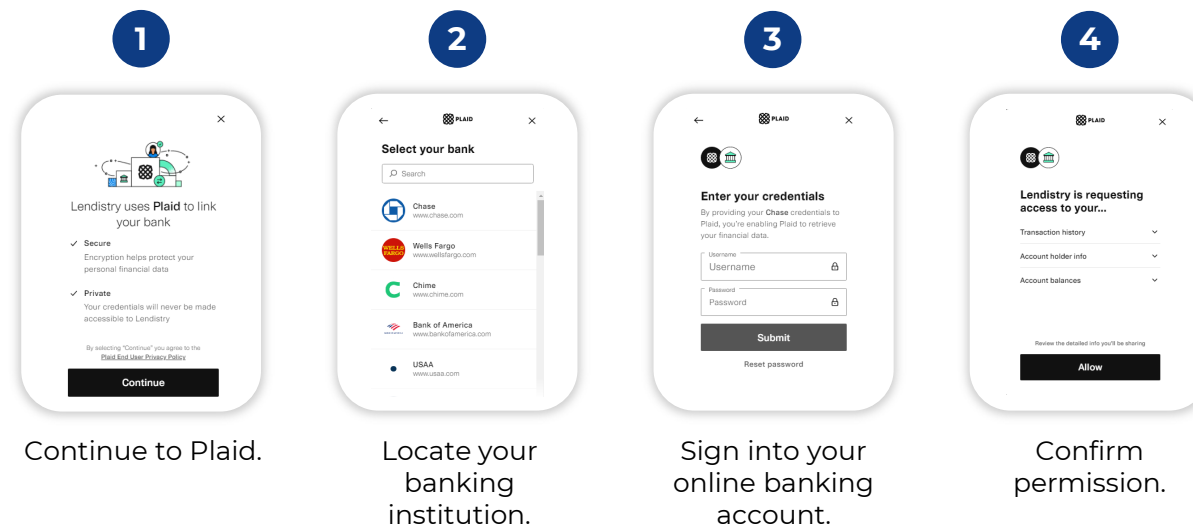 1
Lendistry uses Plaid to link
your bank
Secure
Encryption helps protect your
personal financial data
Private
Your credentials will never be made
accessible to Lendistry
By selecting "Continue" you agree to the
Plaid End User Privacy Policy
Continue
Continue to Plaid.
2
PLAID
Select your bank
Search
Chase
www.chase.com
WELLS
FARGO
Wells Fargo
www.wellsfargo.com
Chime
www.chime.com
Bank of America
www.bankofamerica.com
USAA
www.usaa.com
Locate your
banking
institution.
3
PLAID
Enter your credentials
By providing your Chase credentials to
Plaid, you're enabling Plaid to retrieve
your financial data.
Username
Username
Password
Password
Submit
Reset password
Sign into your
online banking
account.
4
PLAID
Lendistry is requesting
access to your...
Transaction history
Account holder info
Account balances
Review the detailed info you'll be sharing
Allow
Confirm
permission.